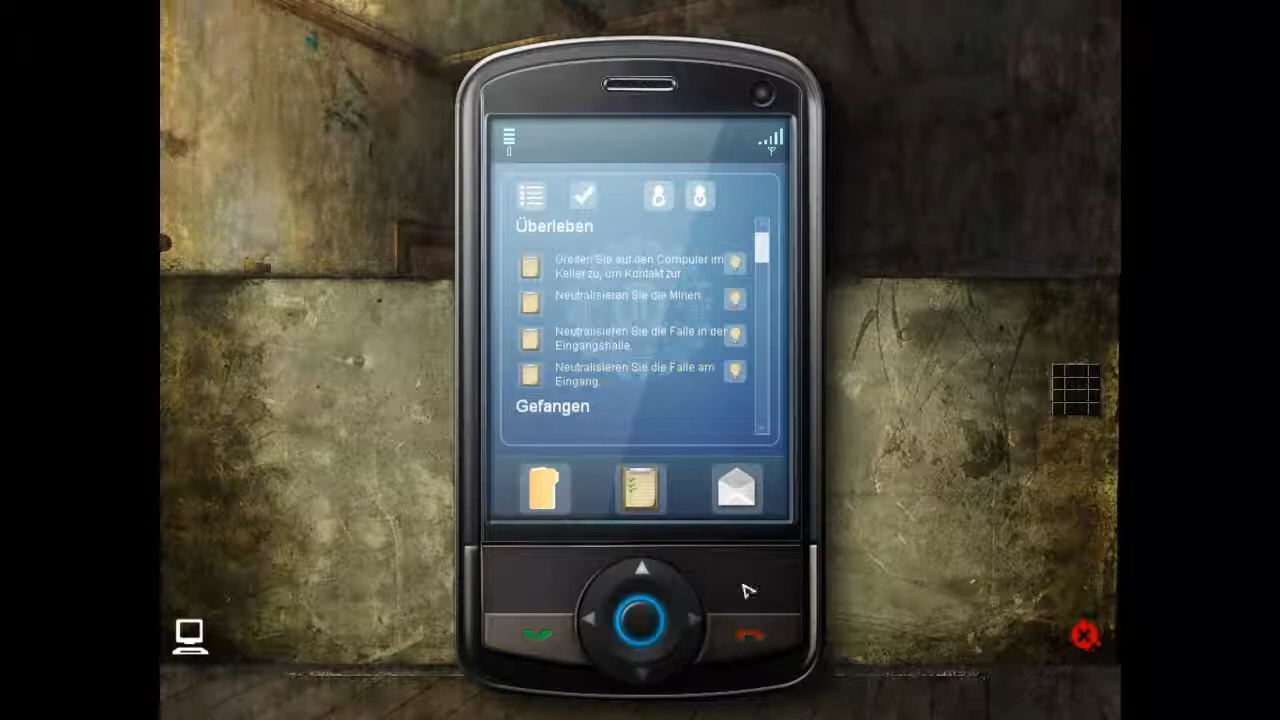 Überleben
Greifen Sie auf den Computer im
Keller zu, um Kontakt zur
Neutralisieren Sie die Minen.
Neutralisieren Sie die Falle in der
Eingangshalle.
Neutralisieren Sie die Falle am
Eingang.
Gefangen